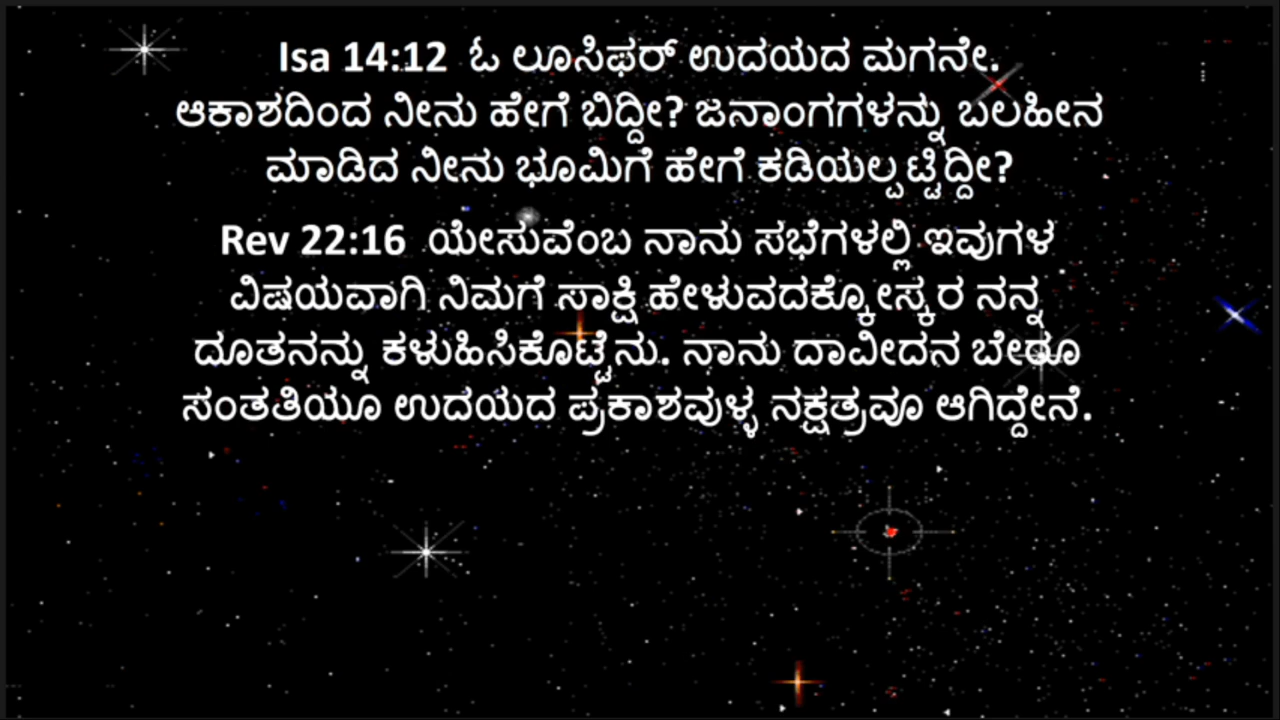 Isa 14:12 ಓ ಲೂಸಿಫರ್ ಉದಯದ ಮಗನೇ.
ಆಕಾಶದಿಂದ ನೀನು ಹೇಗೆ ಬಿದ್ದೀ? ಜನಾಂಗಗಳನ್ನು ಬಲಹೀನ
ಮಾಡಿದ ನೀನು ಭೂಮಿಗೆ ಹೇಗೆ ಕಡಿಯಲ್ಪಟ್ಟಿದ್ದೀ?
Rev 22:16 ಯೇಸುವೆಂಬ ನಾನು ಸಭೆಗಳಲ್ಲಿ ಇವುಗಳ
ವಿಷಯವಾಗಿ ನಿಮಗೆ ಸಾಕ್ಷಿ ಹೇಳುವದಕ್ಕೋಸ್ಕರ ನನ್ನ
ದೂತನನ್ನು ಕಳುಹಿಸಿಕೊಟ್ಟೆನು. ನಾನು ದಾವೀದನ ಬೇರೂ
ಸಂತತಿಯೂ ಉದಯದ ಪ್ರಕಾಶವುಳ್ಳ ನಕ್ಷತ್ರವೂ ಆಗಿದ್ದೇನೆ.